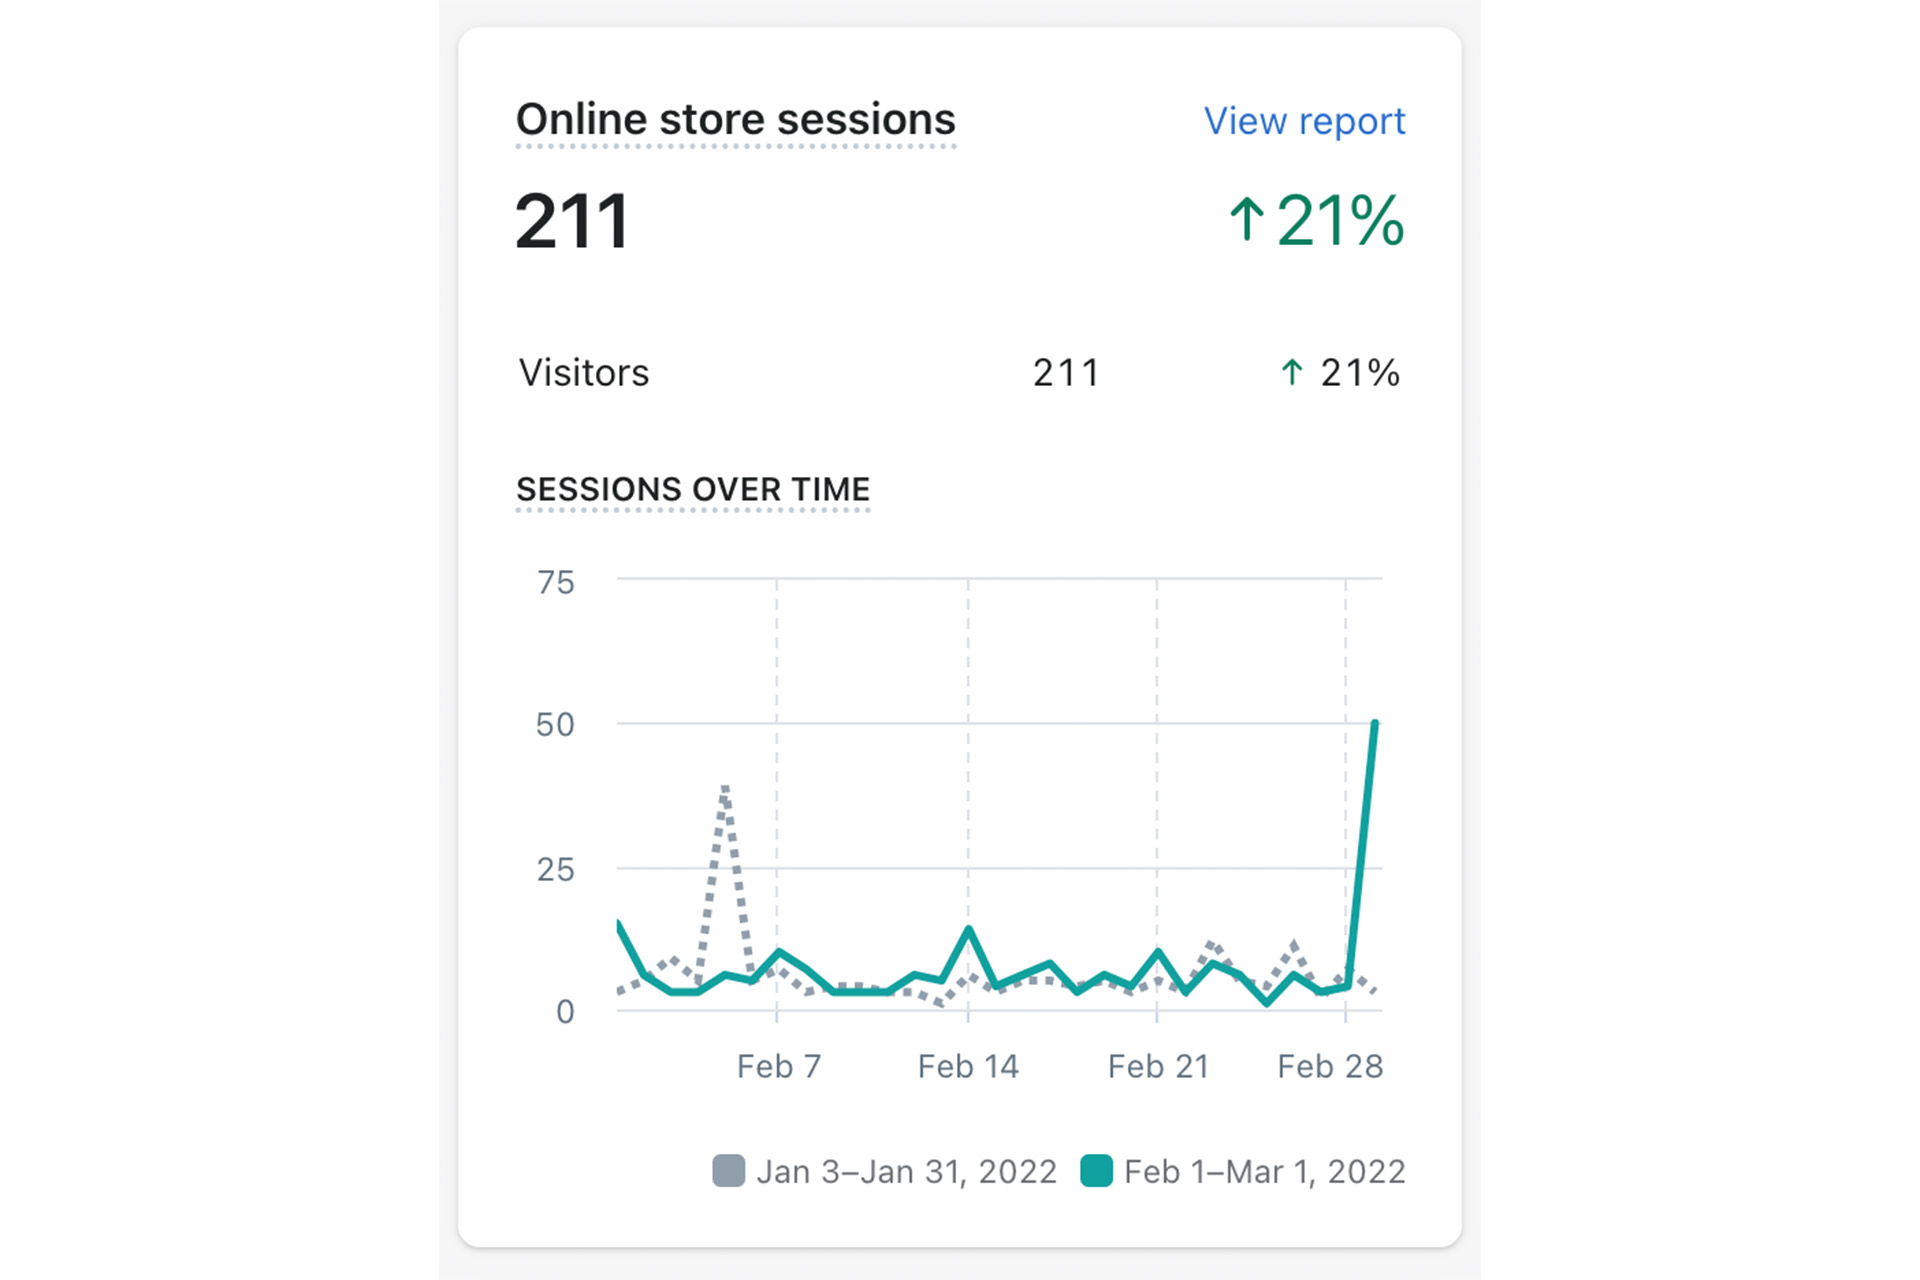 Online store sessions View report
211 ↑21%
Visitors 211 ↑ 21%
SESSIONS OVER TIME
75
50
25
0
Feb 7 Feb 14 Feb 21 Feb 28
Jan 3–Jan 31, 2022 Feb 1–Mar 1, 2022